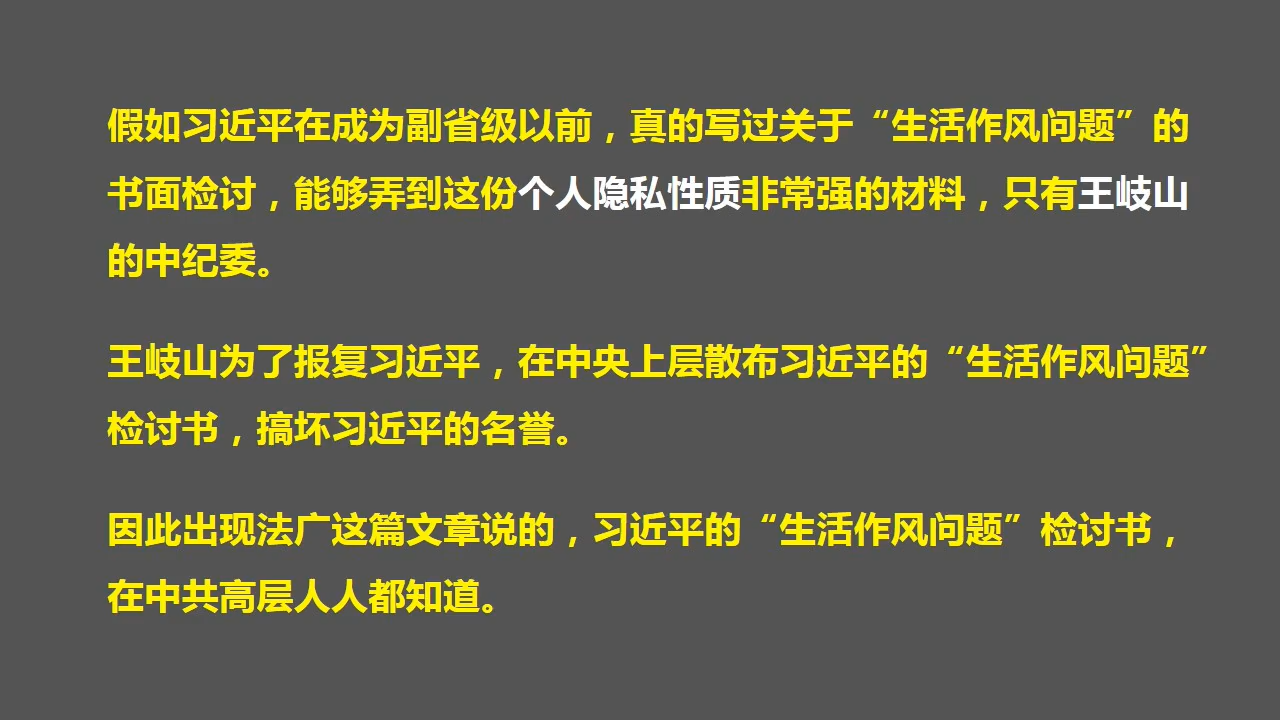 假如习近平在成为副省级以前，真的写过关于“生活作风问题”的
书面检讨，能够弄到这份个人隐私性质非常强的材料，只有王岐山
的中纪委。
王岐山为了报复习近平，在中央上层散布习近平的“生活作风问题”
检讨书，搞坏习近平的名誉。
因此出现法广这篇文章说的，习近平的“生活作风问题”检讨书，
在中共高层人人都知道。